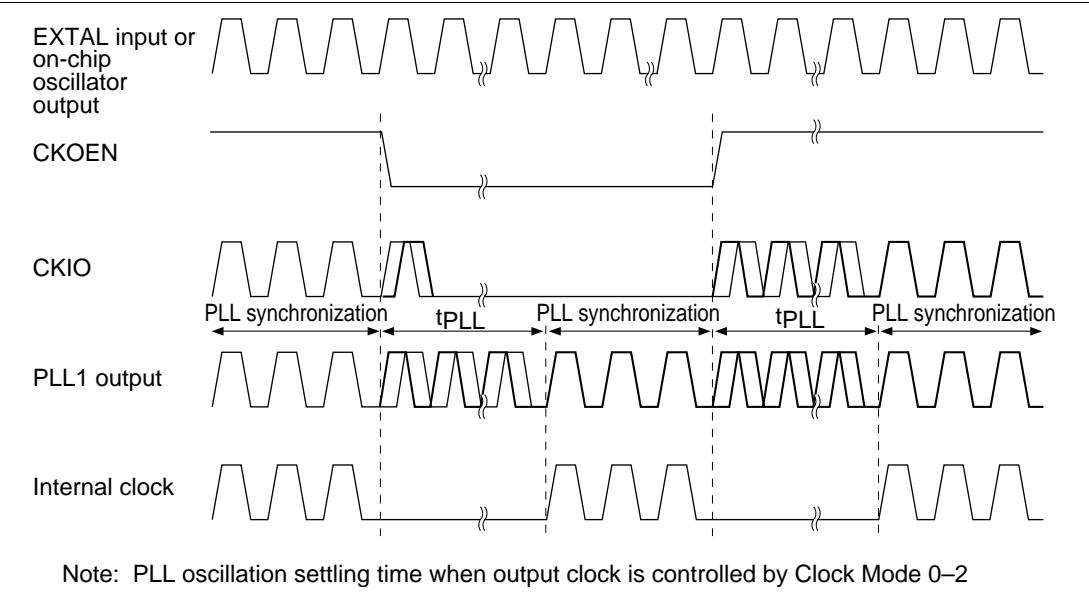 EXTAL input or
on-chip
oscillator
output
CKOEN
CKIO
PLL synchronization
tPLL
PLL synchronization
tPLL
PLL synchronization
PLL1 output
Internal clock
Note: PLL oscillation settling time when output clock is controlled by Clock Mode 0–2